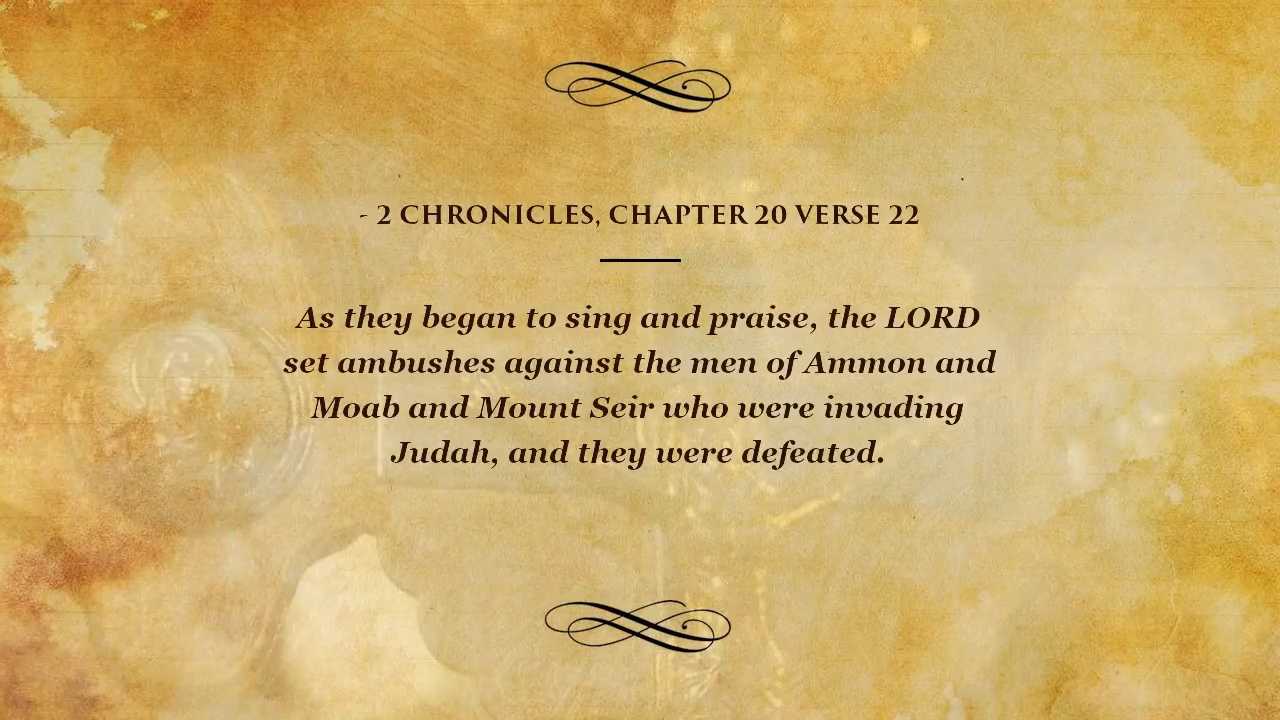 - 2 CHRONICLES, CHAPTER 20 VERSE 22
As they began to sing and praise, the LORD
set ambushes against the men of Ammon and
Moab and Mount Seir who were invading
Judah, and they were defeated.